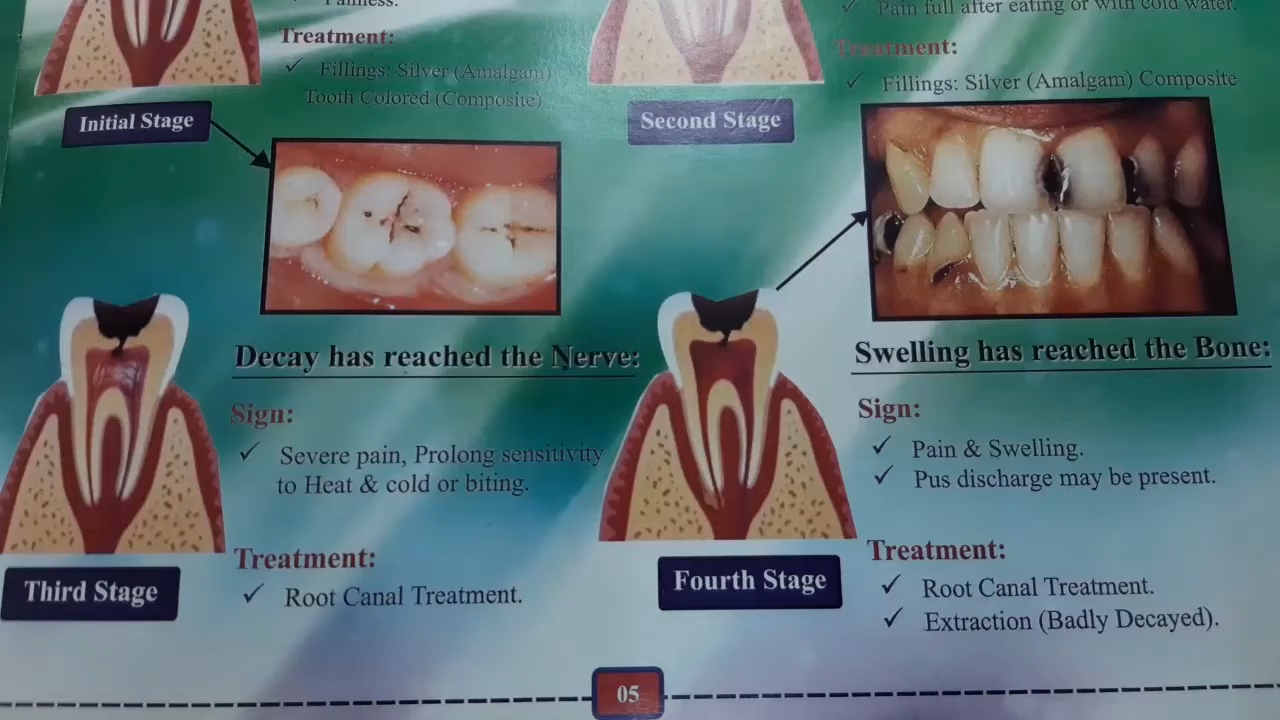 Painless.
Treatment:
✓ Fillings: Silver (Amalgam)
Tooth Colored (Composite)
Initial Stage
✓ Pain full after eating or with cold water.
Treatment:
✓ Fillings: Silver (Amalgam) Composite
Second Stage
Decay has reached the Nerve:
Sign:
✓ Severe pain, Prolong sensitivity
to Heat & cold or biting.
Treatment:
✓ Root Canal Treatment.
Third Stage
Swelling has reached the Bone:
Sign:
✓ Pain & Swelling.
✓ Pus discharge may be present.
Treatment:
✓ Root Canal Treatment.
✓ Extraction (Badly Decayed).
Fourth Stage
05